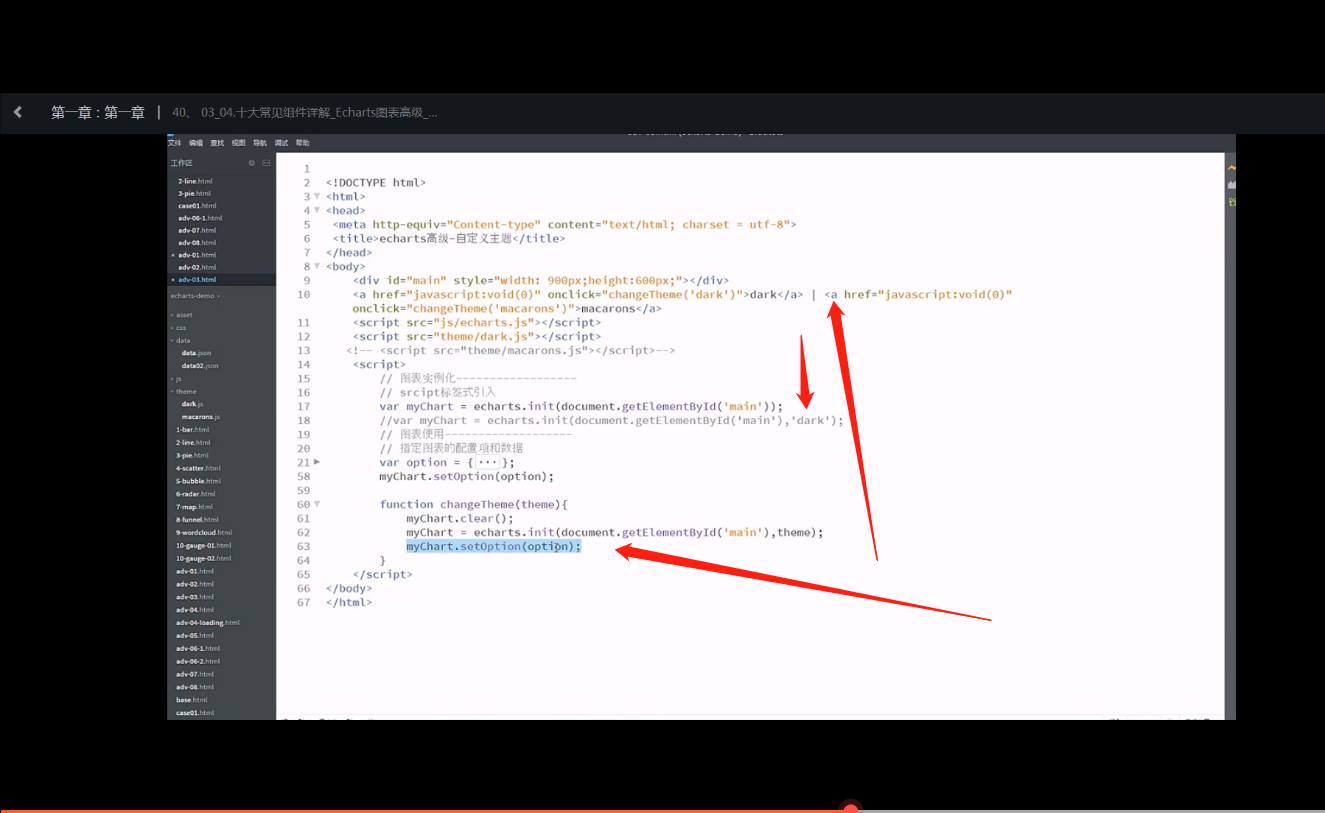 第一章 : 第一章 | 40、 03_04.十大常见组件详解_Echarts图表高级_...
文件 编辑 查找 视图 导航 调试 帮助
工作区
2-line.html
3-pie.html
case01.html
adv-06-1.html
adv-07.html
adv-08.html
adv-01.html
adv-02.html
adv-03.html
echarts-demo
asset
css
data
data.json
data02.json
js
theme
dark.js
macarons.js
1-bar.html
2-line.html
3-pie.html
4-scatter.html
5-bubble.html
6-radar.html
7-map.html
8-funnel.html
9-wordcloud.html
10-gauge-01.html
10-gauge-02.html
adv-01.html
adv-02.html
adv-03.html
adv-04.html
adv-04-loading.html
adv-05.html
adv-06-1.html
adv-06-2.html
adv-07.html
adv-08.html
base.html
case01.html
1
2 <!DOCTYPE html>
3 <html>
4 <head>
5 <meta http-equiv="Content-type" content="text/html; charset = utf-8">
6 <title>echarts高级-自定义主题</title>
7 </head>
8 <body>
9 <div id="main" style="width: 900px;height:600px;"></div>
10 <a href="javascript:void(0)" onclick="changeTheme('dark')">dark</a> | <a href="javascript:void(0)"
onclick="changeTheme('macarons')">macarons</a>
11 <script src="js/echarts.js"></script>
12 <script src="theme/dark.js"></script>
13 <!-- <script src="theme/macarons.js"></script>-->
14 <script>
15 // 图表实例化------------------
16 // srcipt标签式引入
17 var myChart = echarts.init(document.getElementById('main'));
18 //var myChart = echarts.init(document.getElementById('main'),'dark');
19 // 图表使用-------------------
20 // 指定图表的配置项和数据
21 var option = {...};
58 myChart.setOption(option);
59
60 function changeTheme(theme){
61 myChart.clear();
62 myChart = echarts.init(document.getElementById('main'),theme);
63 myChart.setOption(option);
64 }
65 </script>
66 </body>
67 </html>